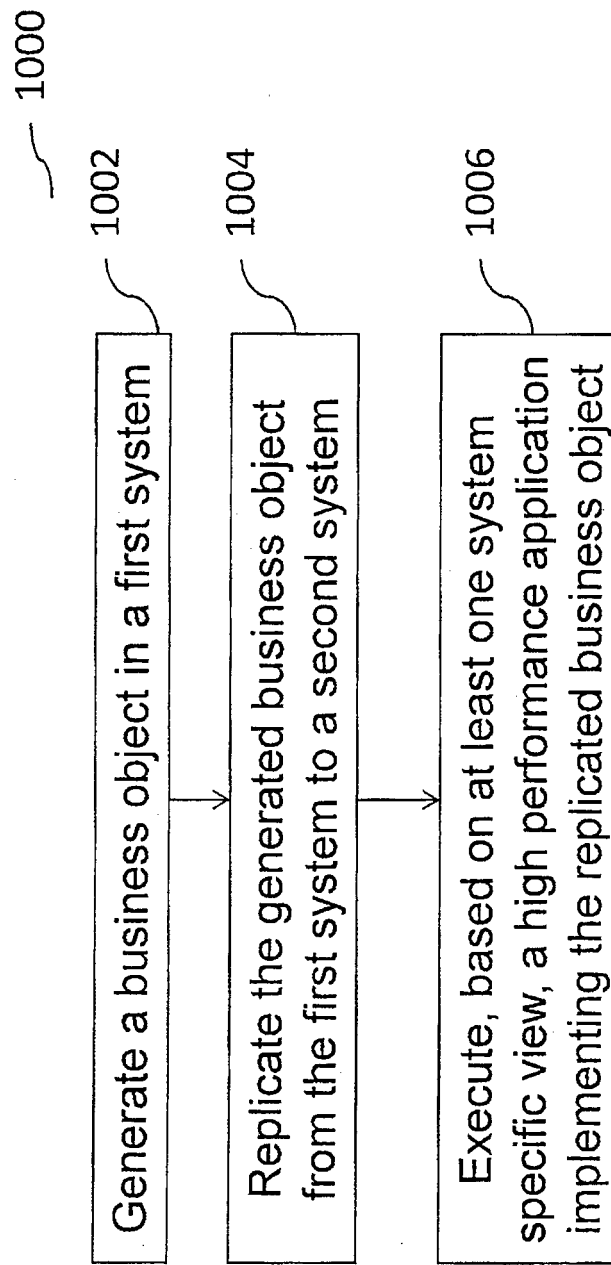 1000
1002
Generate a business object in a first system
1004
Replicate the generated business object
from the first system to a second system
1006
Execute, based on at least one system
specific view, a high performance application
implementing the replicated business object